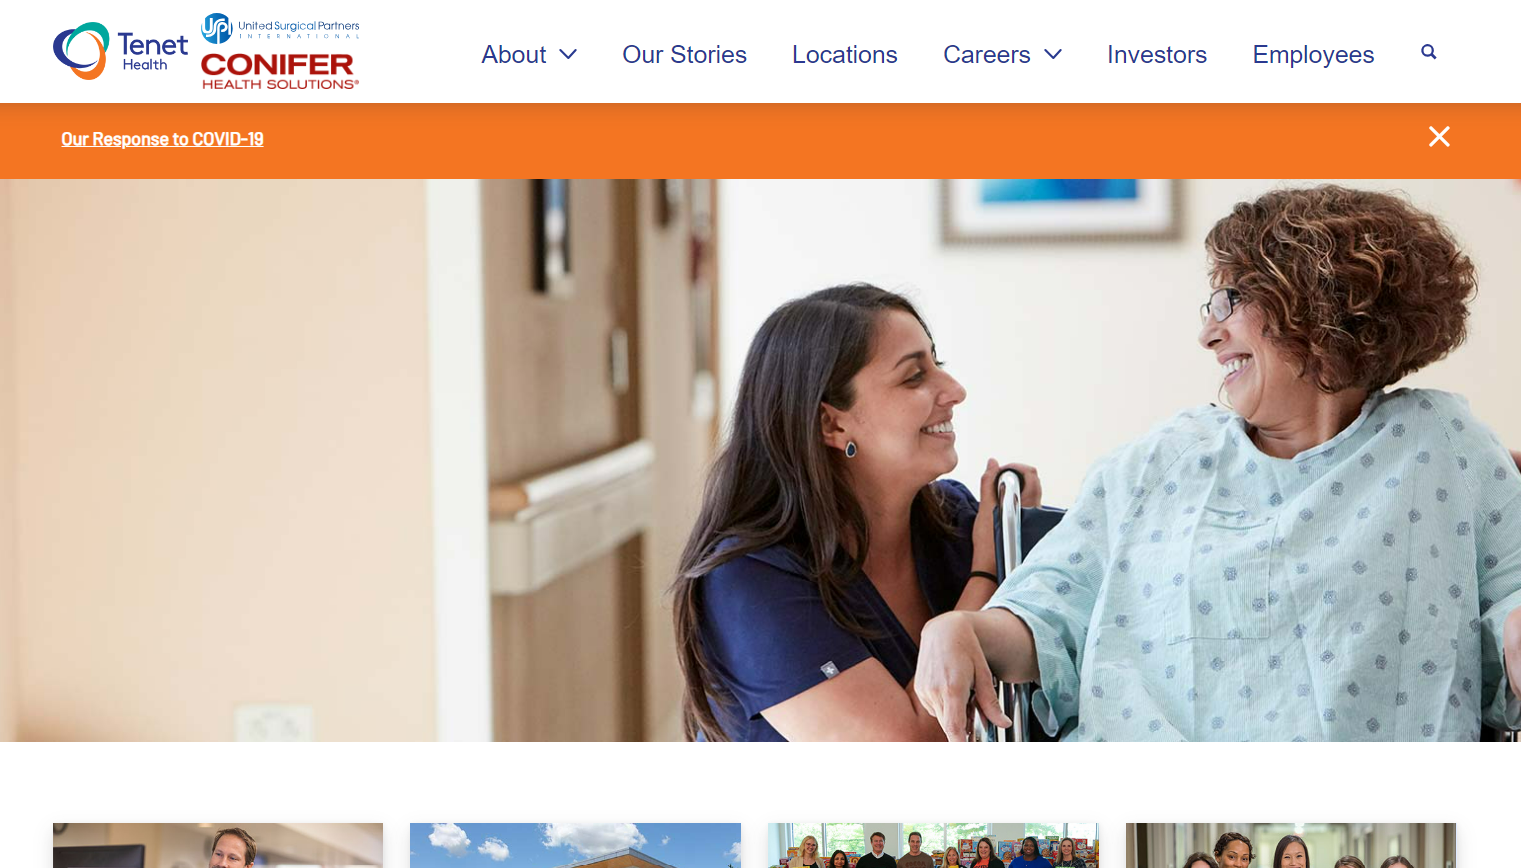 Tenet
Health
USPI United Surgical Partners
INTERNATIONAL
CONIFER
HEALTH SOLUTIONS®
About
Our Stories
Locations
Careers
Investors
Employees
Our Response to COVID-19